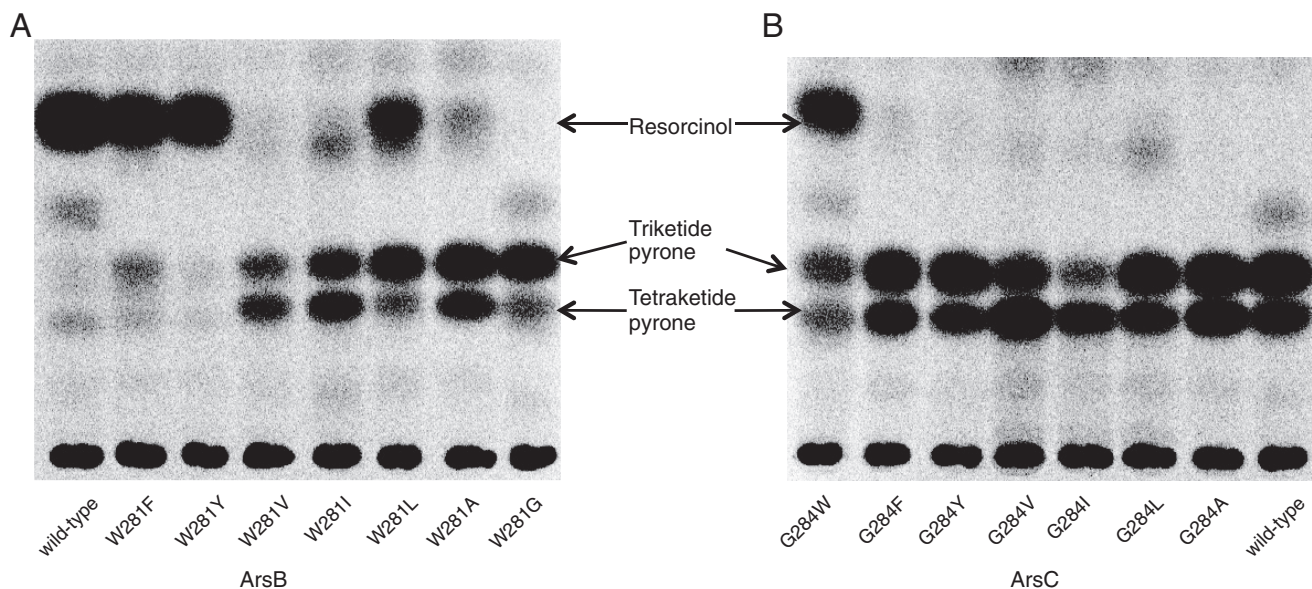 A
B
Resorcinol
Triketide
pyrone
Tetraketide
pyrone
wild-type
W281F
W281Y
W281V
W281I
W281L
W281A
W281G
G284W
G284F
G284Y
G284V
G284I
G284L
G284A
wild-type
ArsB
ArsC